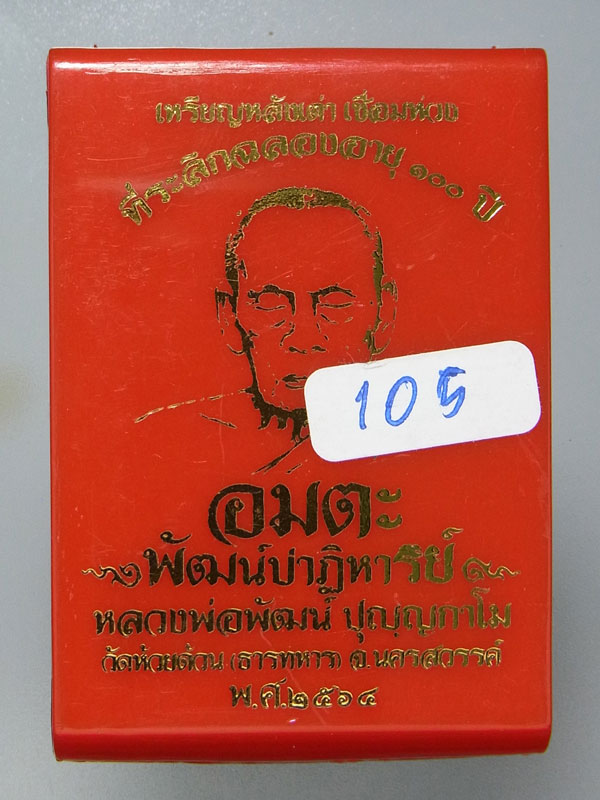 เหรียญหลังเต่า เชื่อมห่วง
ที่ระลึกฉลองอายุ ๑๐๐ ปี
105
อมตะ
พัฒน์ปาฏิหาริย์
หลวงพ่อพัฒน์ ปุญฺญกาโม
วัดห้วยด้วน (ธารทหาร) จ.นครสวรรค์
พ.ศ.๒๕๖๔